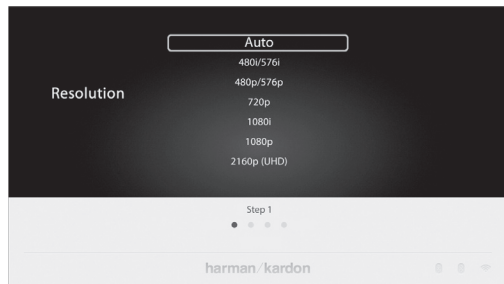 Auto
480i/576i
480p/576p
Resolution
720p
1080i
1080p
2160p (UHD)
Step 1
harman/kardon